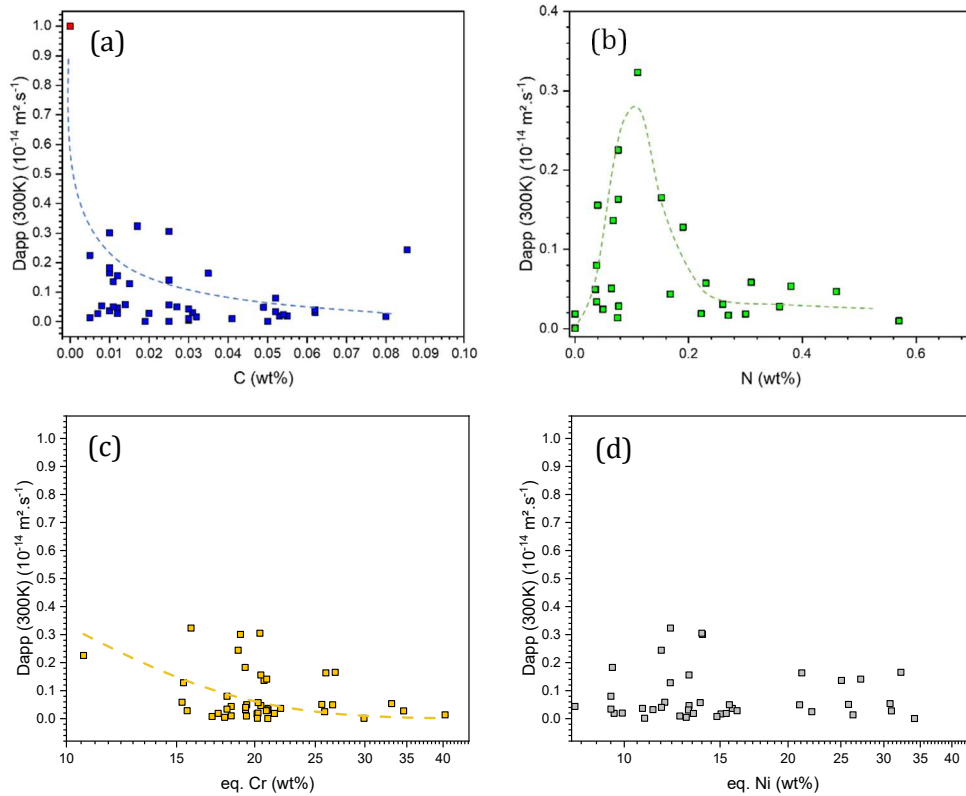 (a)
1.0
0.9
0.8
0.7
0.6
0.5
0.4
0.3
0.2
0.1
0.0
Dapp (300K) (10⁻¹⁴ m².s⁻¹)
0.00 0.01 0.02 0.03 0.04 0.05 0.06 0.07 0.08 0.09 0.10
C (wt%)
(b)
0.4
0.3
0.2
0.1
0.0
Dapp (300K) (10⁻¹⁴ m².s⁻¹)
0.0 0.2 0.4 0.6
N (wt%)
(c)
1.0
0.9
0.8
0.7
0.6
0.5
0.4
0.3
0.2
0.1
0.0
Dapp (300K) (10⁻¹⁴ m².s⁻¹)
10 15 20 25 30 35 40
eq. Cr (wt%)
(d)
1.0
0.9
0.8
0.7
0.6
0.5
0.4
0.3
0.2
0.1
0.0
Dapp (300K) (10⁻¹⁴ m².s⁻¹)
10 15 20 25 30 35 40
eq. Ni (wt%)